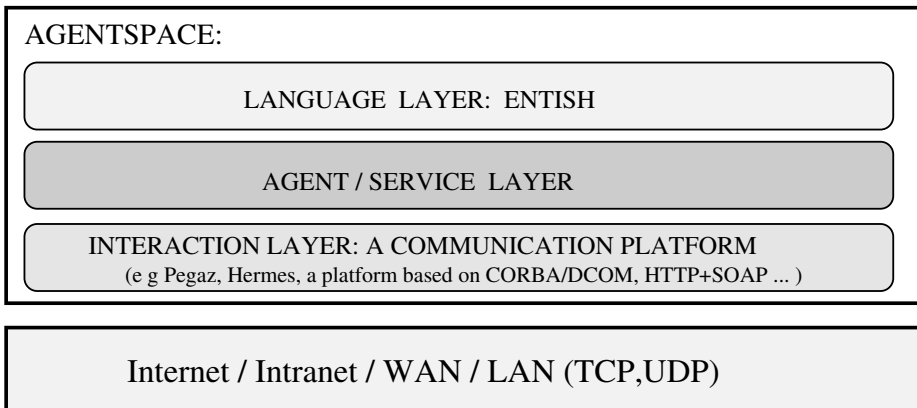 AGENTSPACE:
LANGUAGE LAYER: ENTISH
AGENT / SERVICE LAYER
INTERACTION LAYER: A COMMUNICATION PLATFORM
(e g Pegaz, Hermes, a platform based on CORBA/DCOM, HTTP+SOAP ... )
Internet / Intranet / WAN / LAN (TCP,UDP)